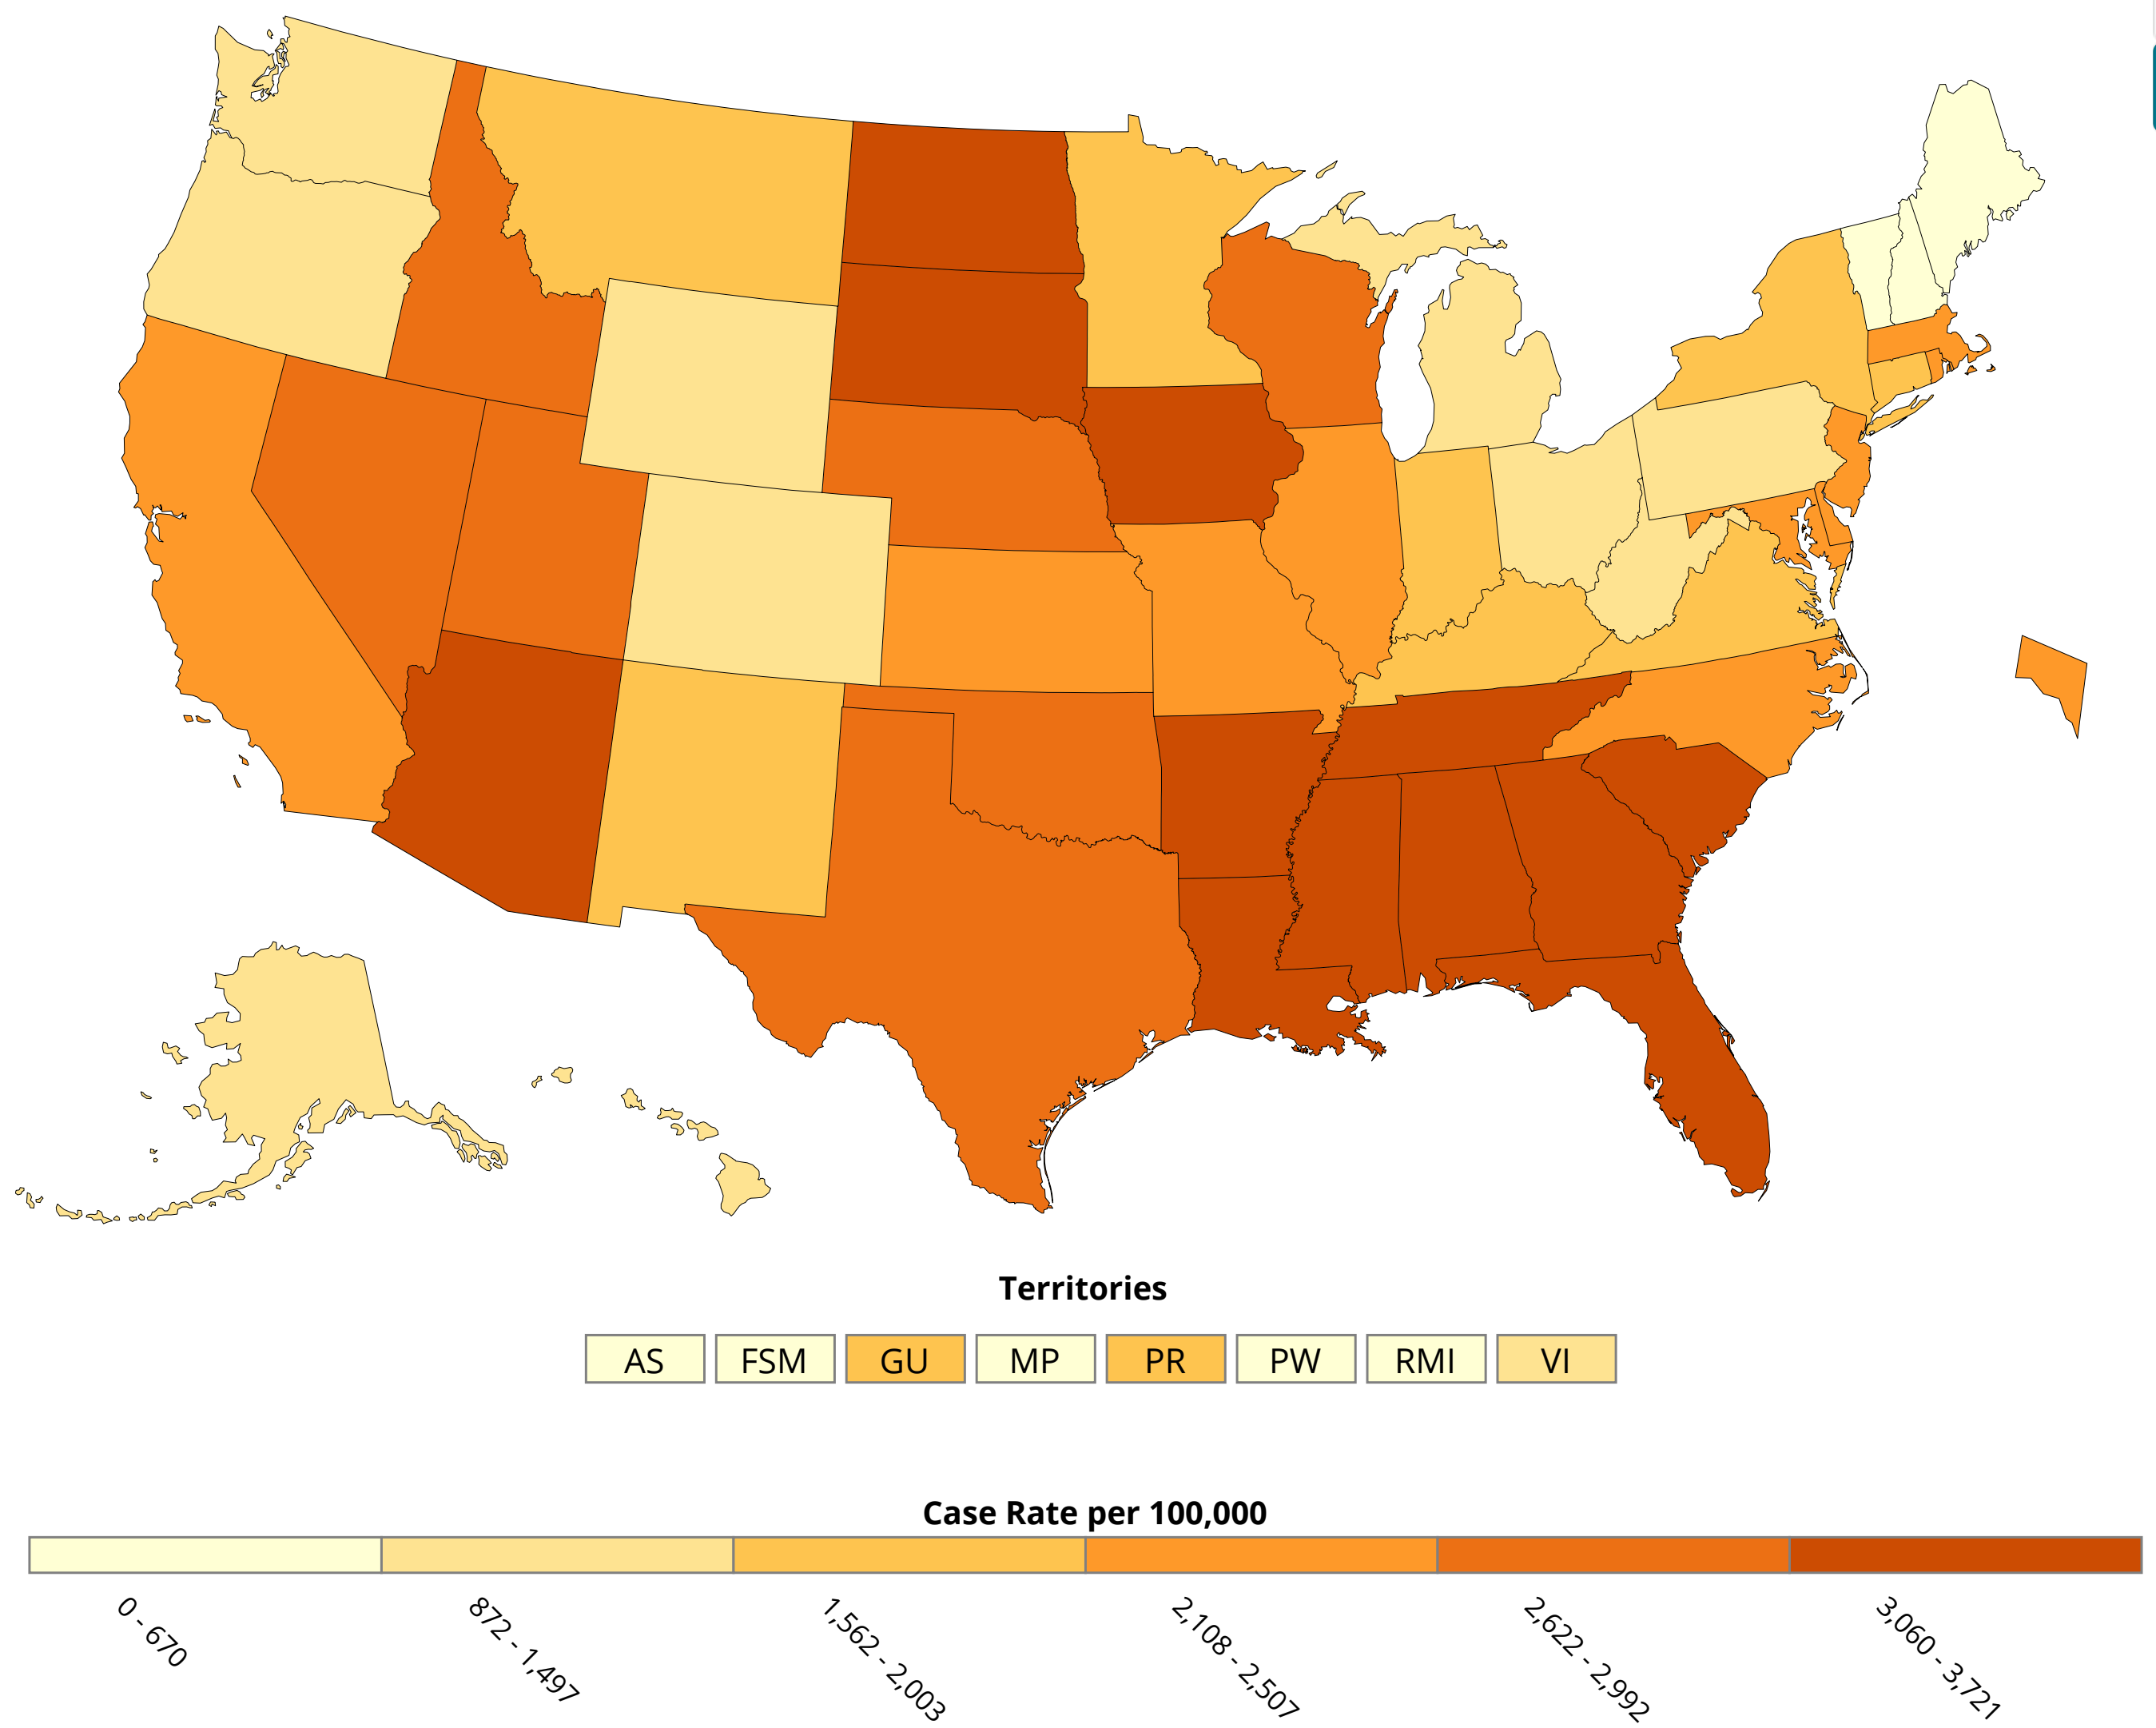 Territories
AS FSM GU MP PR PW RMI VI
Case Rate per 100,000
0 - 670
872 - 1,497
1,562 - 2,003
2,108 - 2,507
2,622 - 2,992
3,060 - 3,721